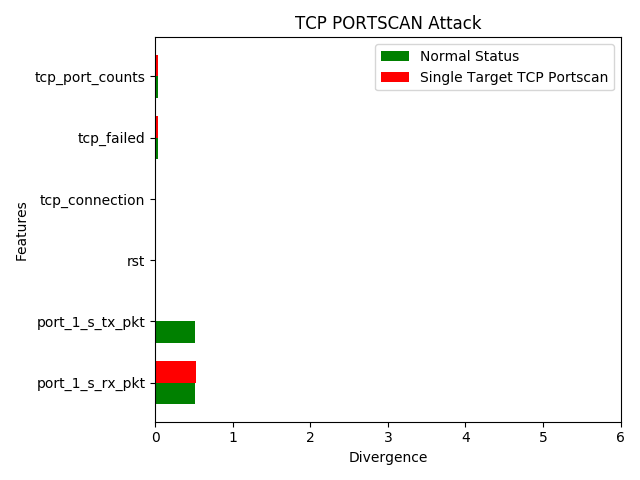 TCP PORTSCAN Attack
Normal Status
Single Target TCP Portscan
tcp_port_counts
tcp_failed
tcp_connection
rst
port_1_s_tx_pkt
port_1_s_rx_pkt
Features
0 1 2 3 4 5 6
Divergence